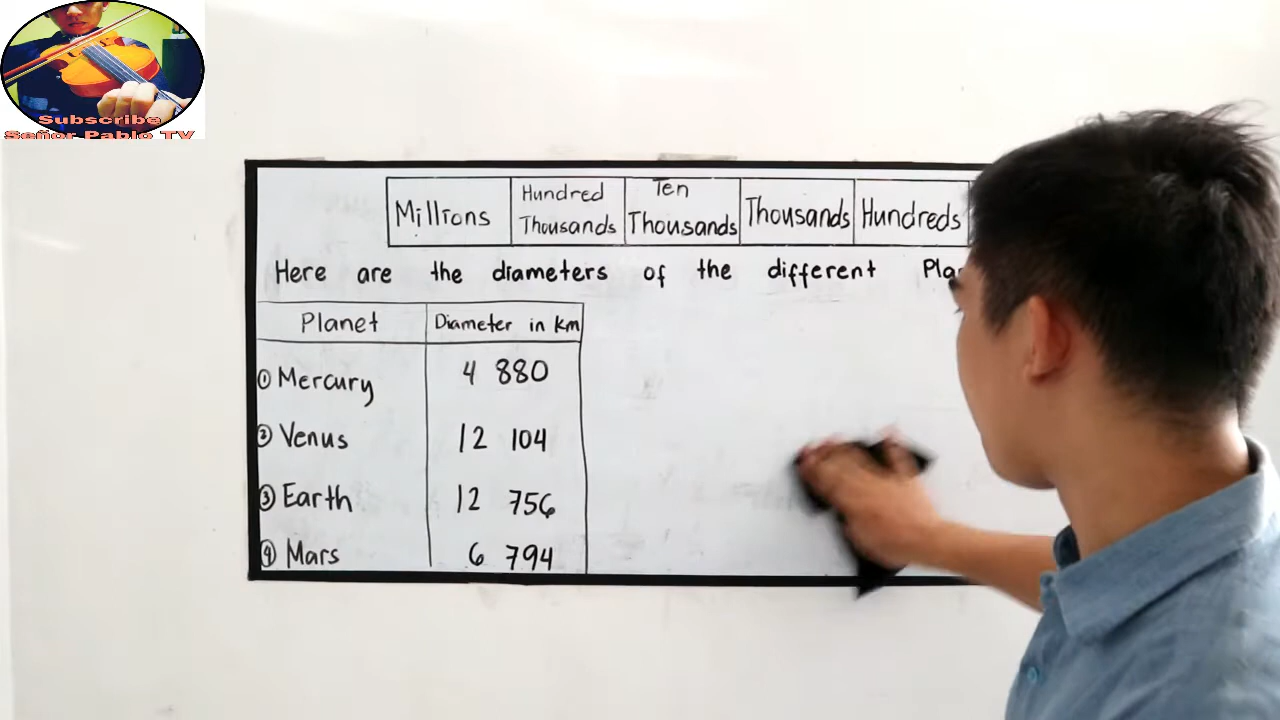 Subscribe
Señor Pablo TV
Millions Hundred Thousands Ten Thousands Thousands Hundreds
Here are the diameters of the different
Planet Diameter in km
① Mercury 4 880
② Venus 12 104
③ Earth 12 756
④ Mars 6 794